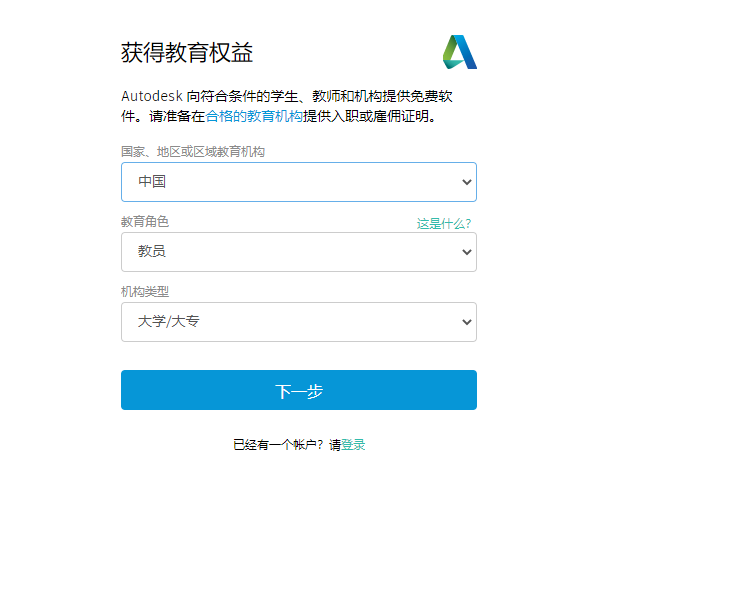 获得教育权益
Autodesk 向符合条件的学生、教师和机构提供免费软
件。请准备在合格的教育机构提供入职或雇佣证明。
国家、地区或区域教育机构
中国
教育角色 这是什么?
教员
机构类型
大学/大专
下一步
已经有一个帐户? 请登录